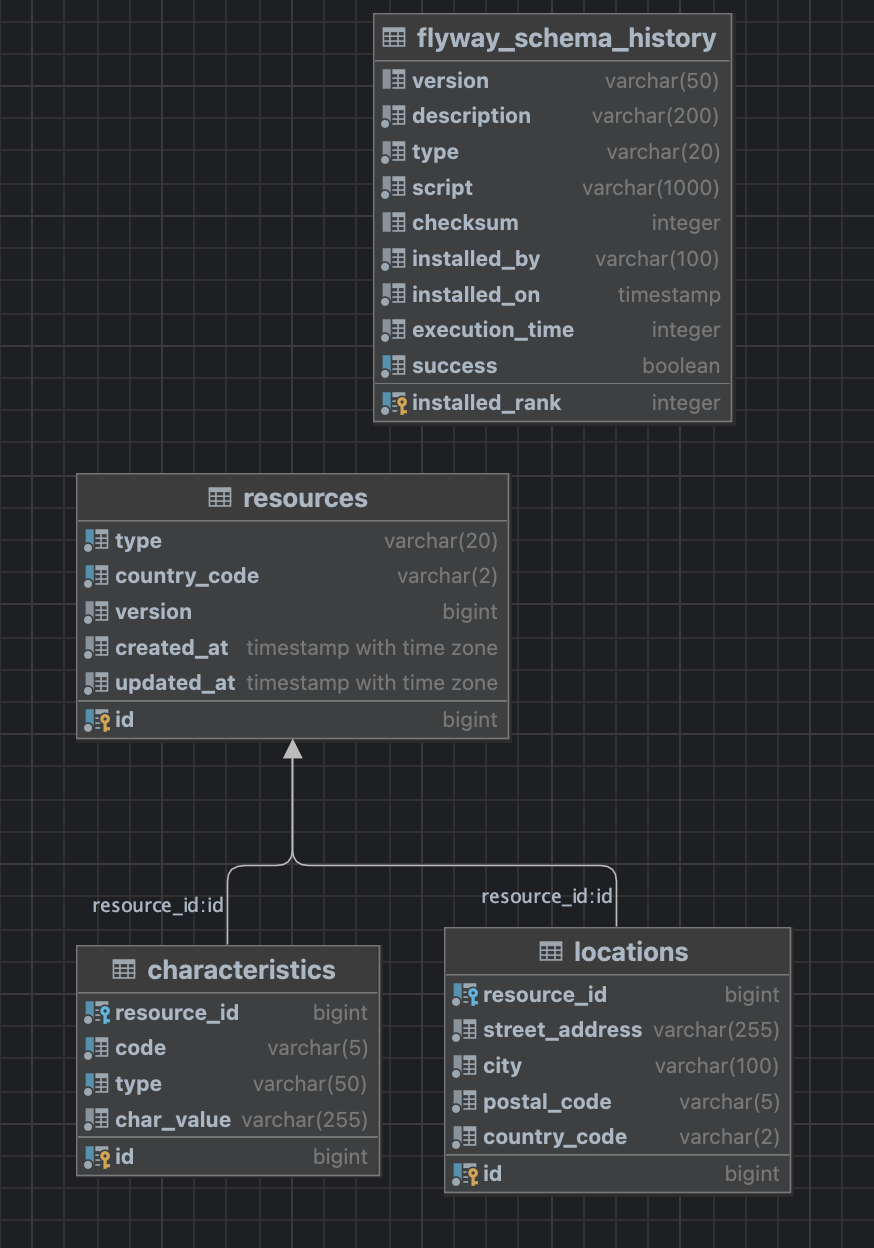 flyway_schema_history
version varchar(50)
description varchar(200)
type varchar(20)
script varchar(1000)
checksum integer
installed_by varchar(100)
installed_on timestamp
execution_time integer
success boolean
installed_rank integer
resources
type varchar(20)
country_code varchar(2)
version bigint
created_at timestamp with time zone
updated_at timestamp with time zone
id bigint
resource_id:id
resource_id:id
characteristics
resource_id bigint
code varchar(5)
type varchar(50)
char_value varchar(255)
id bigint
locations
resource_id bigint
street_address varchar(255)
city varchar(100)
postal_code varchar(5)
country_code varchar(2)
id bigint